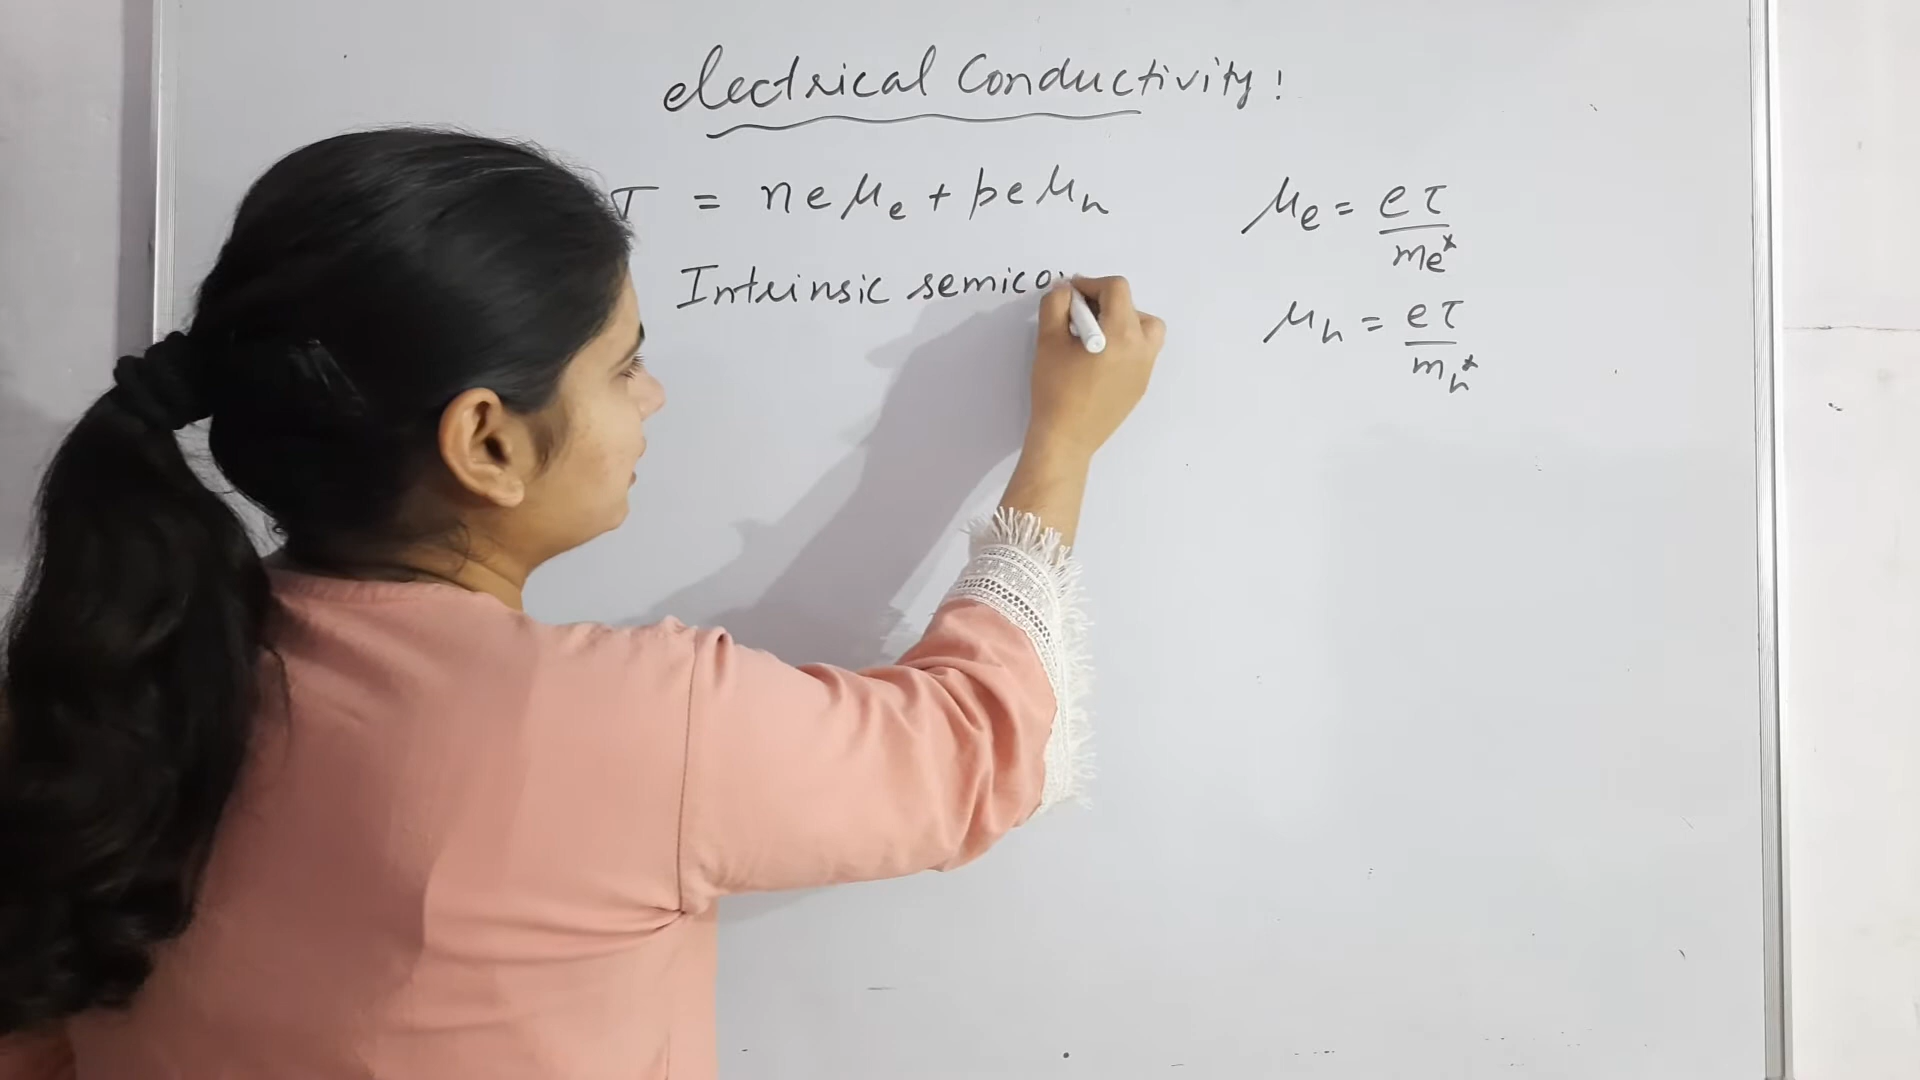 electrical Conductivity!
= neμe + peμh
Intrinsic semico
μe = eτ / me*
μh = eτ / mh*